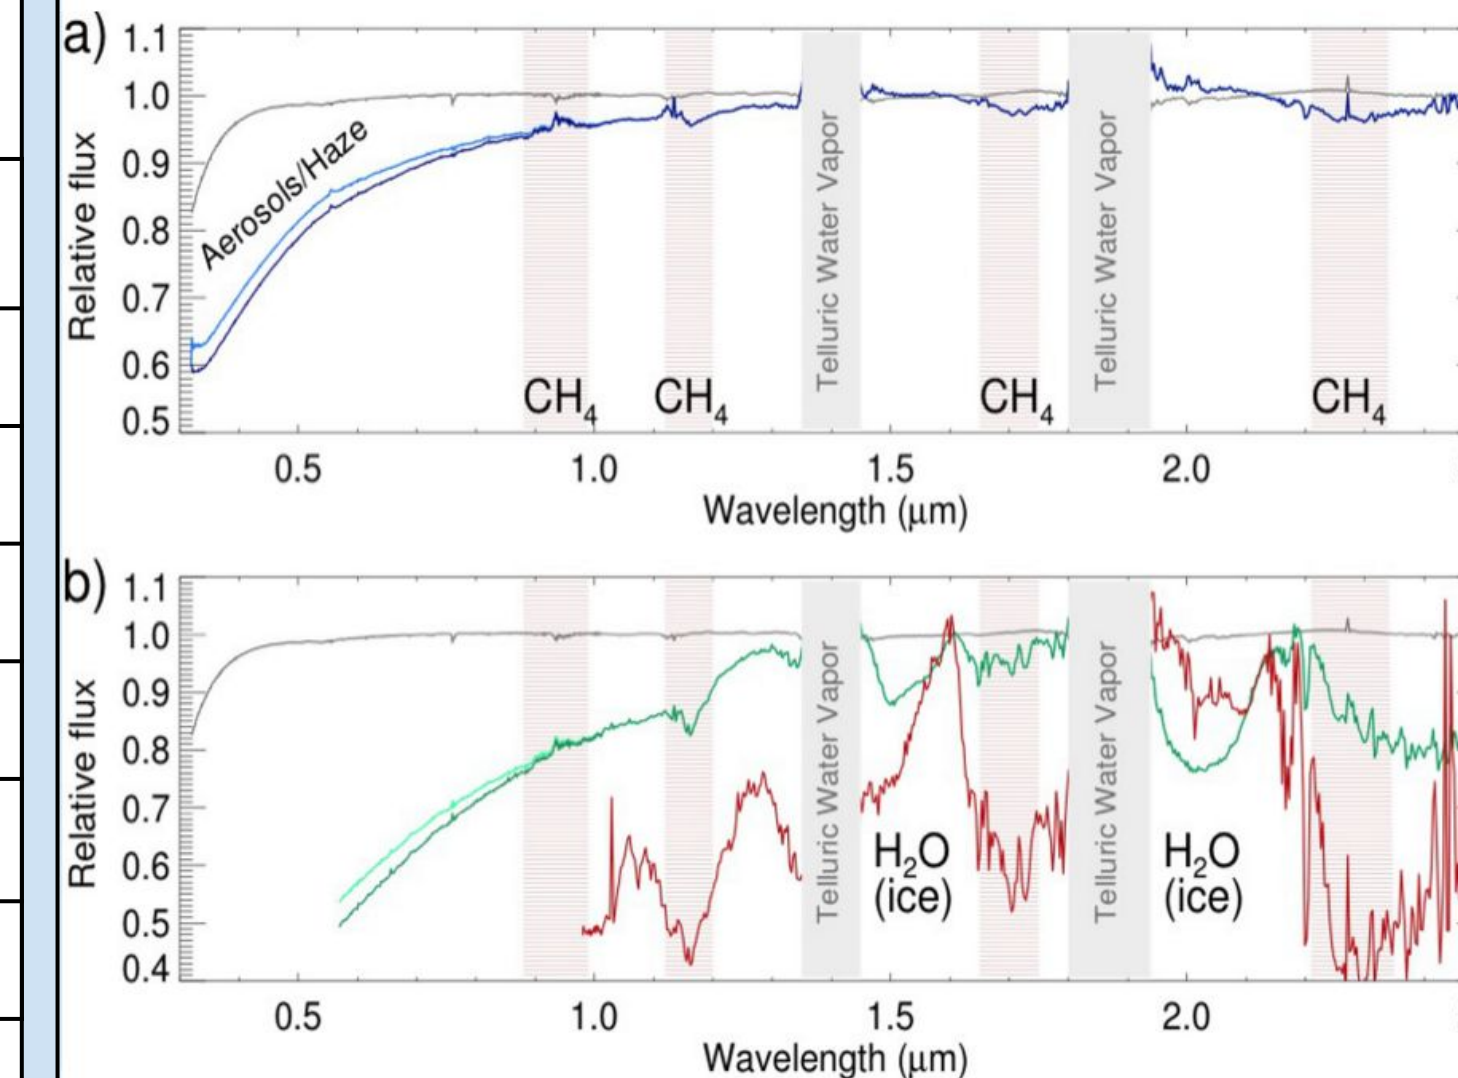 a)
1.1
1.0
0.9
0.8
0.7
0.6
0.5
Relative flux
Aerosols/Haze
CH₄
CH₄
Telluric Water Vapor
CH₄
Telluric Water Vapor
CH₄
0.5 1.0 1.5 2.0
Wavelength (μm)
b)
1.1
1.0
0.9
0.8
0.7
0.6
0.5
0.4
Relative flux
Telluric Water Vapor
H₂O
(ice)
Telluric Water Vapor
H₂O
(ice)
0.5 1.0 1.5 2.0
Wavelength (μm)